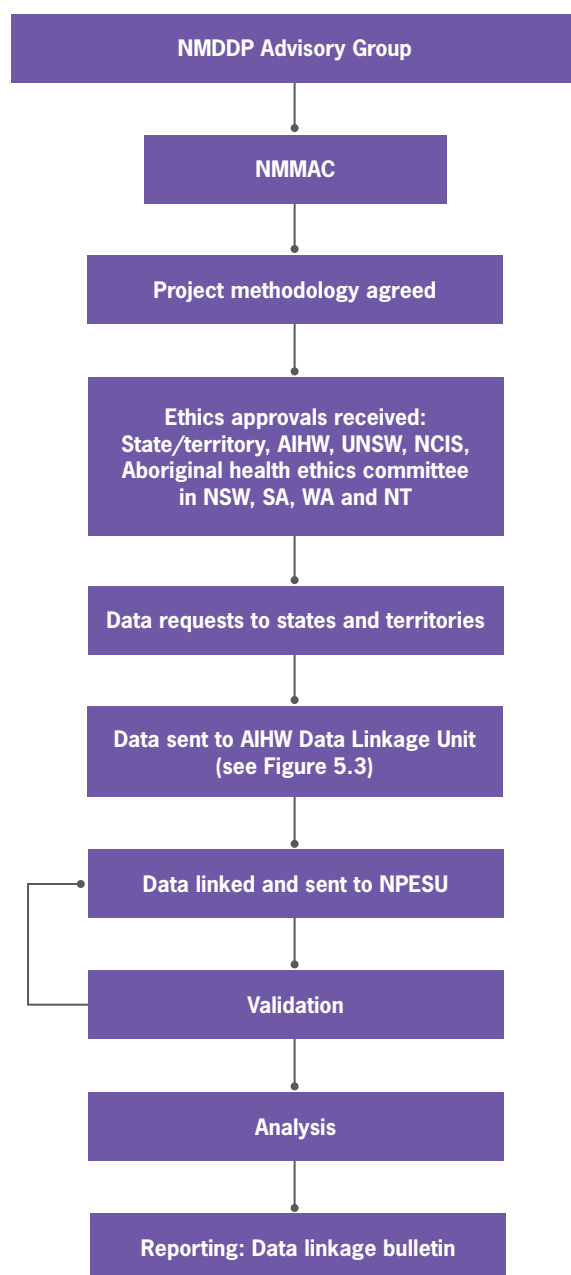 NMDDP Advisory Group
NMMAC
Project methodology agreed
Ethics approvals received:
State/territory, AIHW, UNSW, NCIS,
Aboriginal health ethics committee
in NSW, SA, WA and NT
Data requests to states and territories
Data sent to AIHW Data Linkage Unit
(see Figure 5.3)
Data linked and sent to NPESU
Validation
Analysis
Reporting: Data linkage bulletin